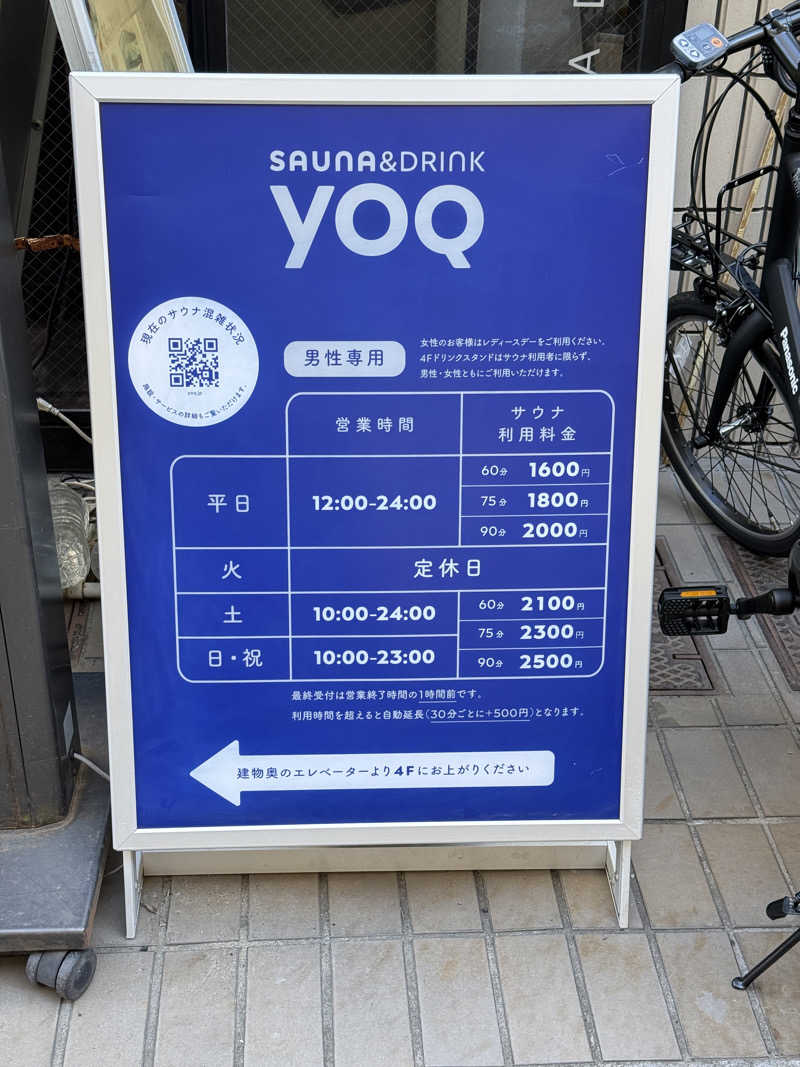 SAUNA&DRINK
YOQ
現在のサウナ混雑状況
yoq.jp
施設・サービスの詳細もご覧いただけます。
男性専用
女性のお客様はレディースデーをご利用ください。
4Fドリンクスタンドはサウナ利用者に限らず、
男性・女性ともにご利用いただけます。
営業時間
サウナ
利用料金
平日
12:00-24:00
60分 1600円
75分 1800円
90分 2000円
火
定休日
土
10:00-24:00
日・祝
10:00-23:00
60分 2100円
75分 2300円
90分 2500円
最終受付は営業終了時間の1時間前です。
利用時間を超えると自動延長(30分ごとに+500円)となります。
建物奥のエレベーターより4Fにお上がりください
Panasonic